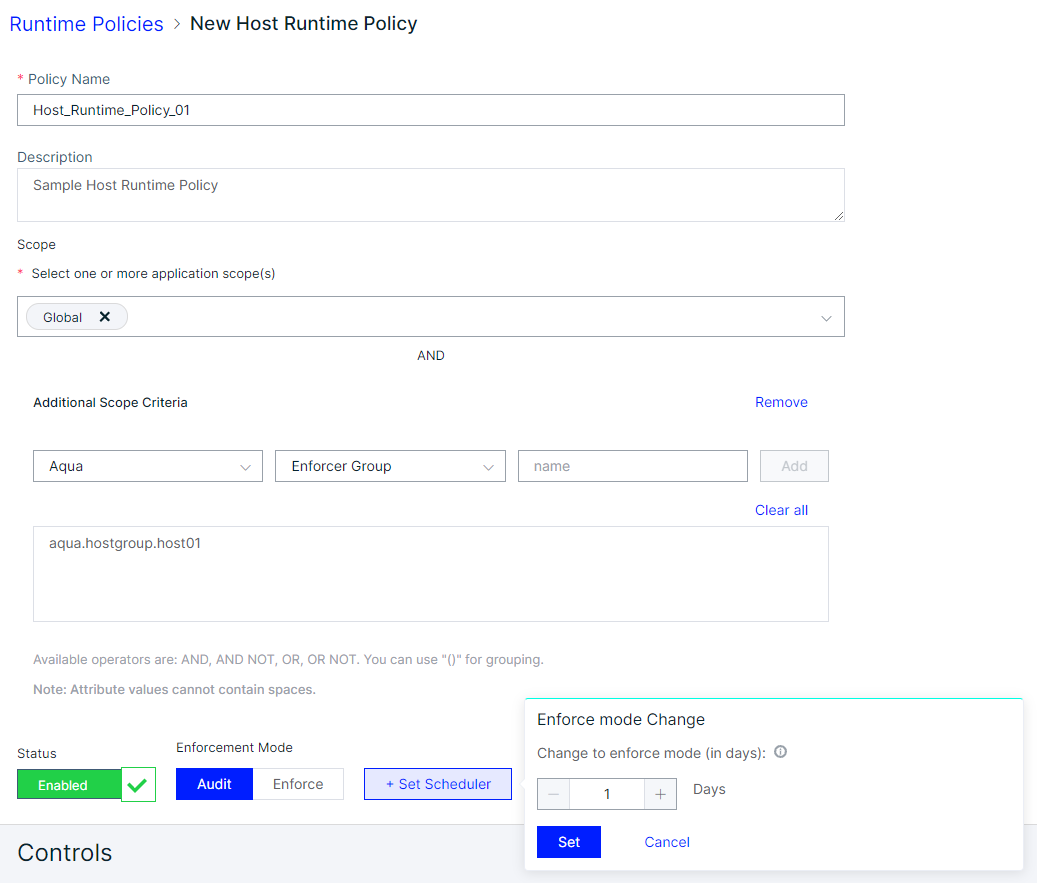 Runtime Policies > New Host Runtime Policy
* Policy Name
Host_Runtime_Policy_01
Description
Sample Host Runtime Policy
Scope
* Select one or more application scope(s)
Global
AND
Additional Scope Criteria Remove
Aqua Enforcer Group name Add
Clear all
aqua.hostgroup.host01
Available operators are: AND, AND NOT, OR, OR NOT. You can use "()" for grouping.
Note: Attribute values cannot contain spaces.
Status
Enabled
Enforcement Mode
Audit Enforce
+ Set Scheduler
Enforce mode Change
Change to enforce mode (in days):
− 1 + Days
Set Cancel
Controls